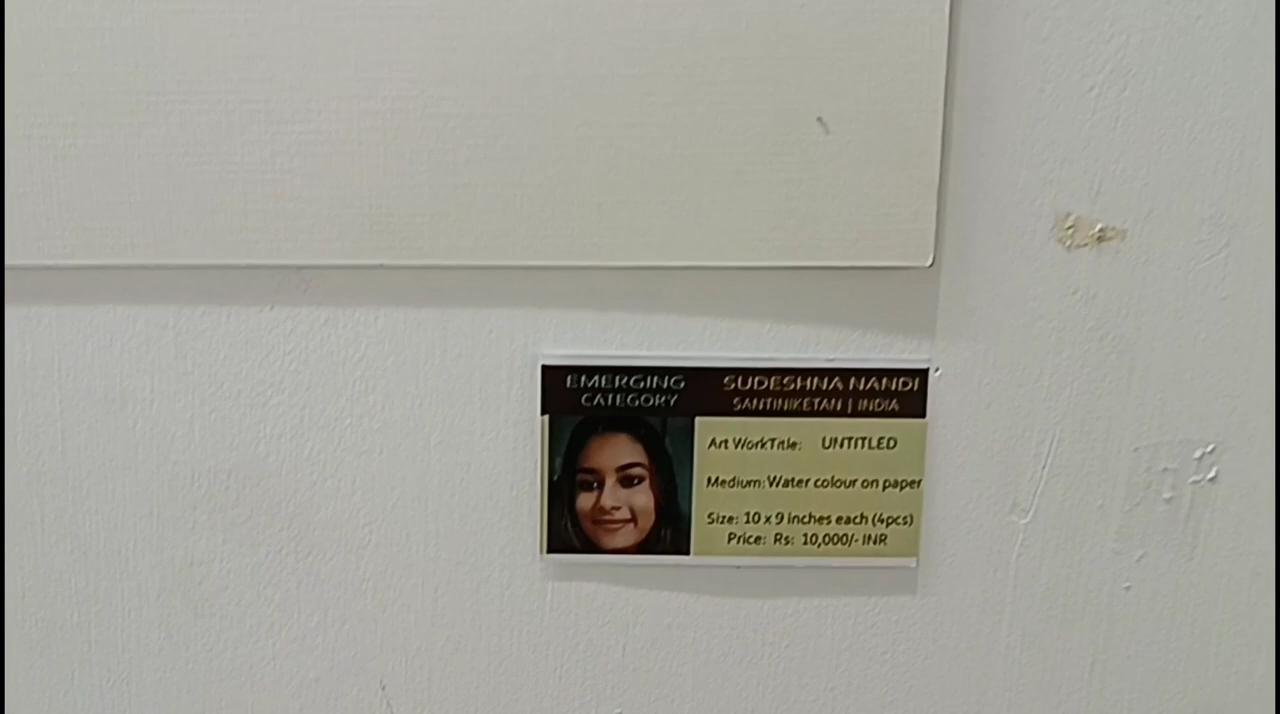 EMERGING
CATEGORY
SUDESHNA NANDI
SANTINIKETAN | INDIA
Art WorkTitle: UNTITLED
Medium: Water colour on paper
Size: 10 x 9 inches each (4pcs)
Price: Rs: 10,000/- INR